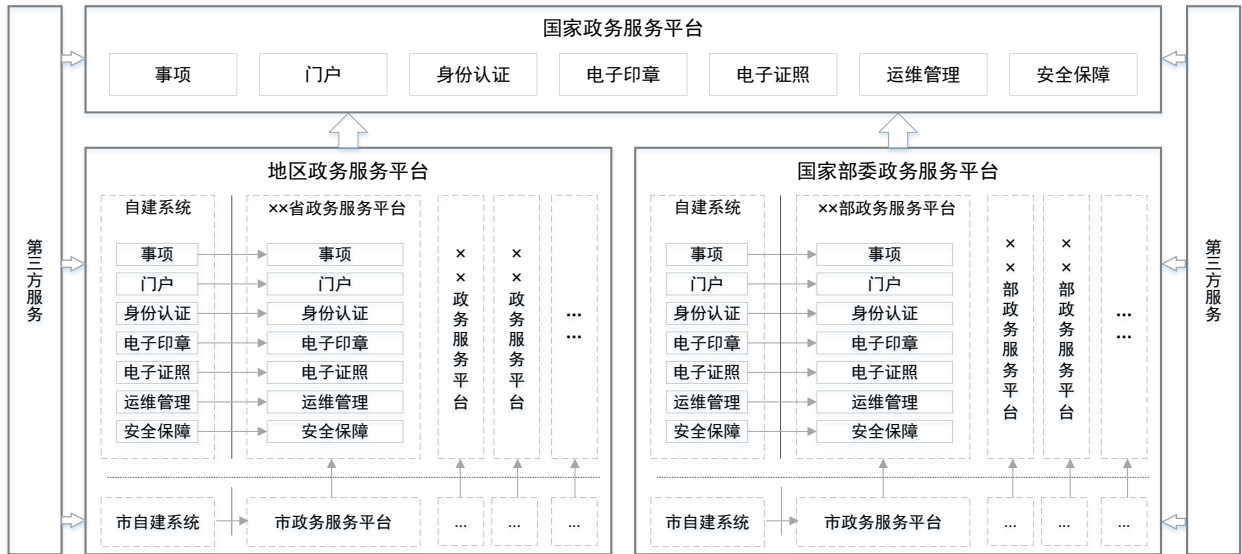 国家政务服务平台
事项
门户
身份认证
电子印章
电子证照
运维管理
安全保障
第三方服务
地区政务服务平台
自建系统
××省政务服务平台
事项
事项
门户
门户
身份认证
身份认证
电子印章
电子印章
电子证照
电子证照
运维管理
运维管理
安全保障
安全保障
××政务服务平台
××政务服务平台
……
市自建系统
市政务服务平台
...
...
...
国家部委政务服务平台
自建系统
××部政务服务平台
事项
事项
门户
门户
身份认证
身份认证
电子印章
电子印章
电子证照
电子证照
运维管理
运维管理
安全保障
安全保障
××部政务服务平台
××部政务服务平台
……
市自建系统
市政务服务平台
...
...
...
第三方服务